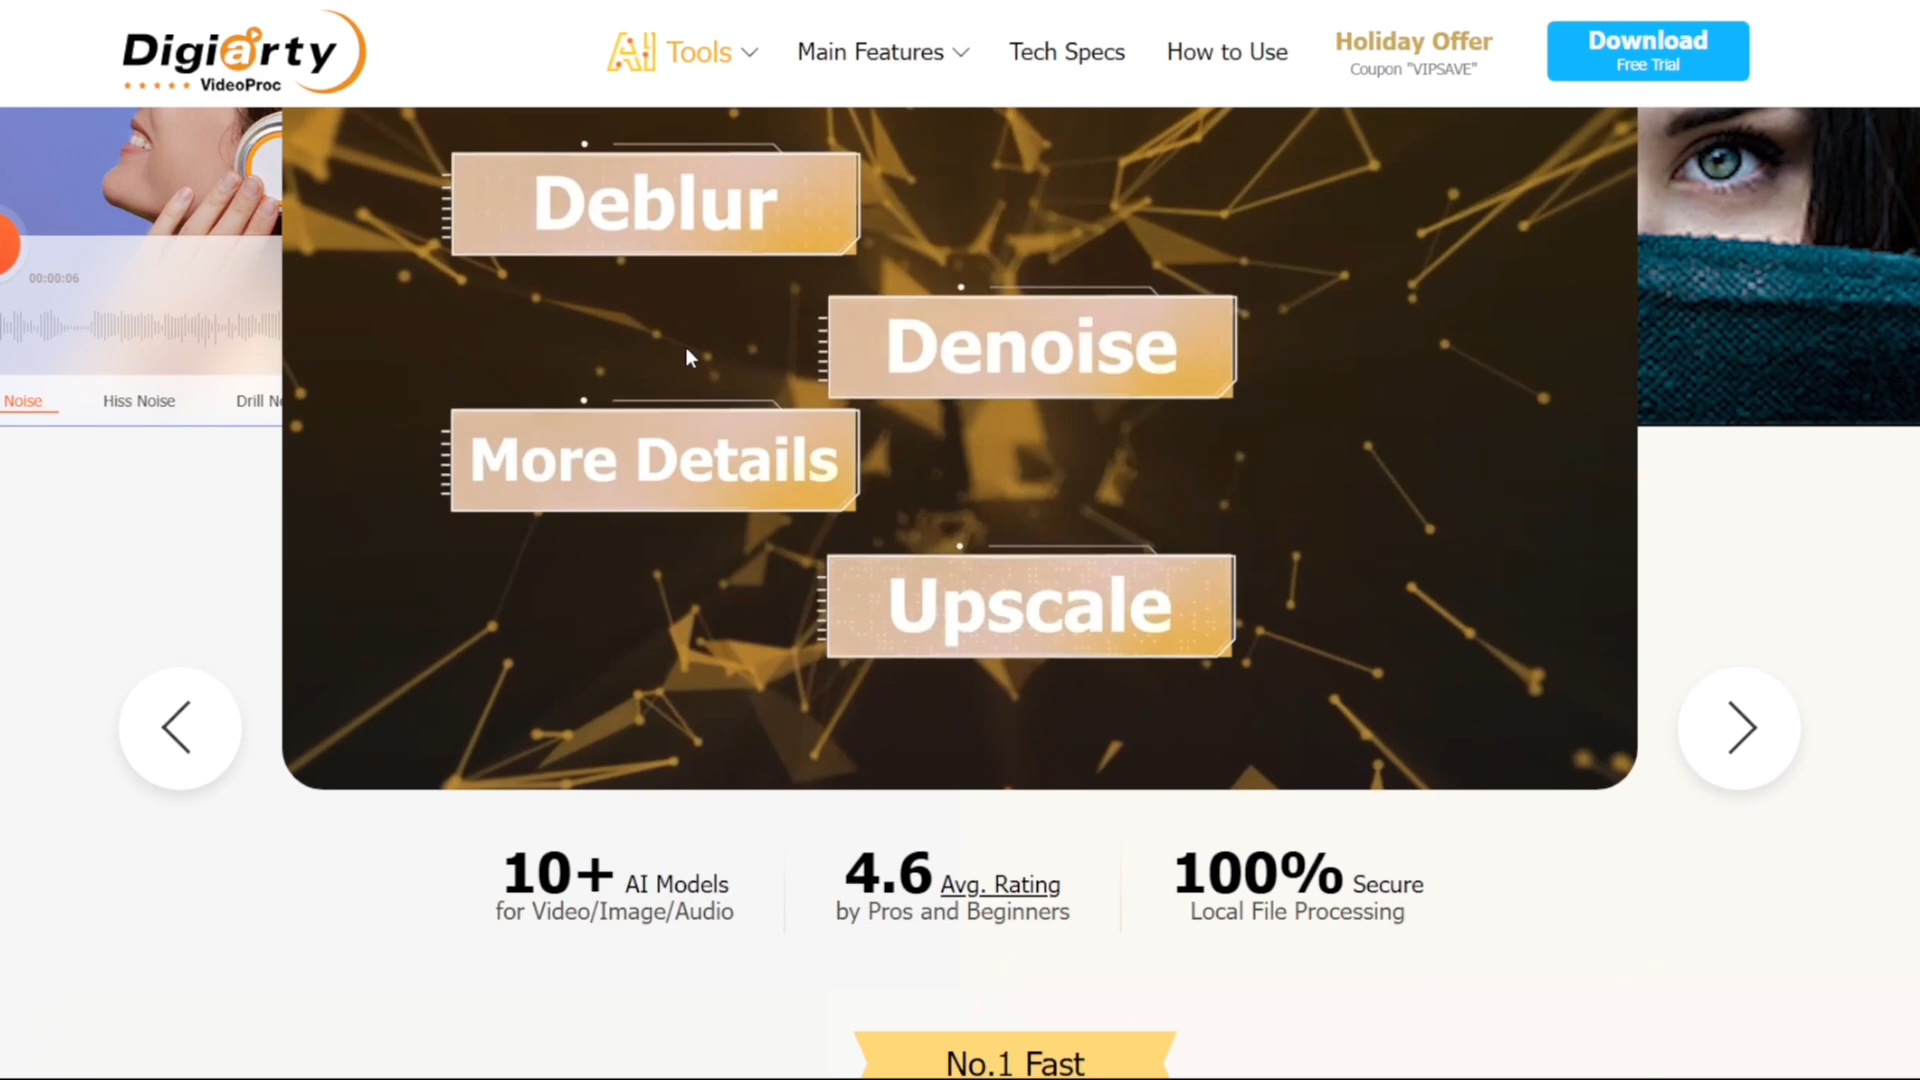 Digiarty
VideoProc
AI Tools
Main Features
Tech Specs
How to Use
Holiday Offer
Coupon "VIPSAVE"
Download
Free Trial
Deblur
Denoise
00:00:06
Noise
Hiss Noise
Drill
More Details
Upscale
10+ AI Models
for Video/Image/Audio
4.6 Avg. Rating
by Pros and Beginners
100% Secure
Local File Processing
No.1 Fast